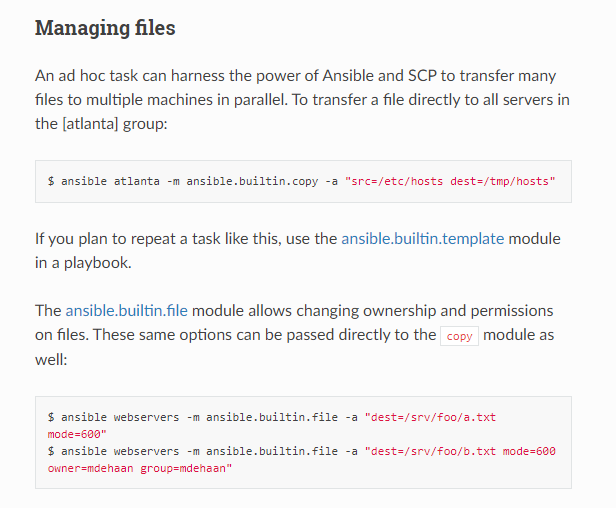 Managing files
An ad hoc task can harness the power of Ansible and SCP to transfer many
files to multiple machines in parallel. To transfer a file directly to all servers in
the [atlanta] group:
$ ansible atlanta -m ansible.builtin.copy -a "src=/etc/hosts dest=/tmp/hosts"
If you plan to repeat a task like this, use the ansible.builtin.template module
in a playbook.
The ansible.builtin.file module allows changing ownership and permissions
on files. These same options can be passed directly to the copy module as
well:
$ ansible webservers -m ansible.builtin.file -a "dest=/srv/foo/a.txt
mode=600"
$ ansible webservers -m ansible.builtin.file -a "dest=/srv/foo/b.txt mode=600
owner=mdehaan group=mdehaan"